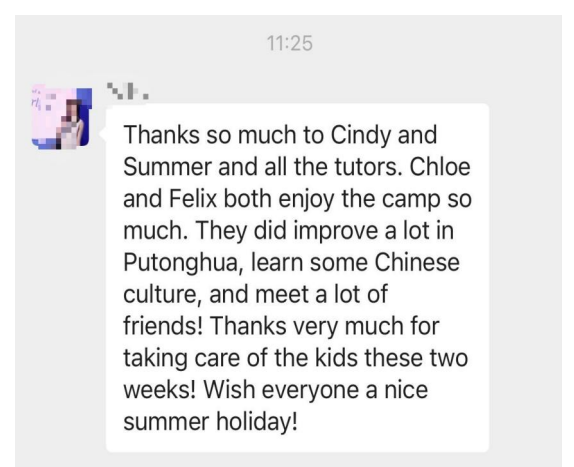 11:25
Thanks so much to Cindy and
Summer and all the tutors. Chloe
and Felix both enjoy the camp so
much. They did improve a lot in
Putonghua, learn some Chinese
culture, and meet a lot of
friends! Thanks very much for
taking care of the kids these two
weeks! Wish everyone a nice
summer holiday!